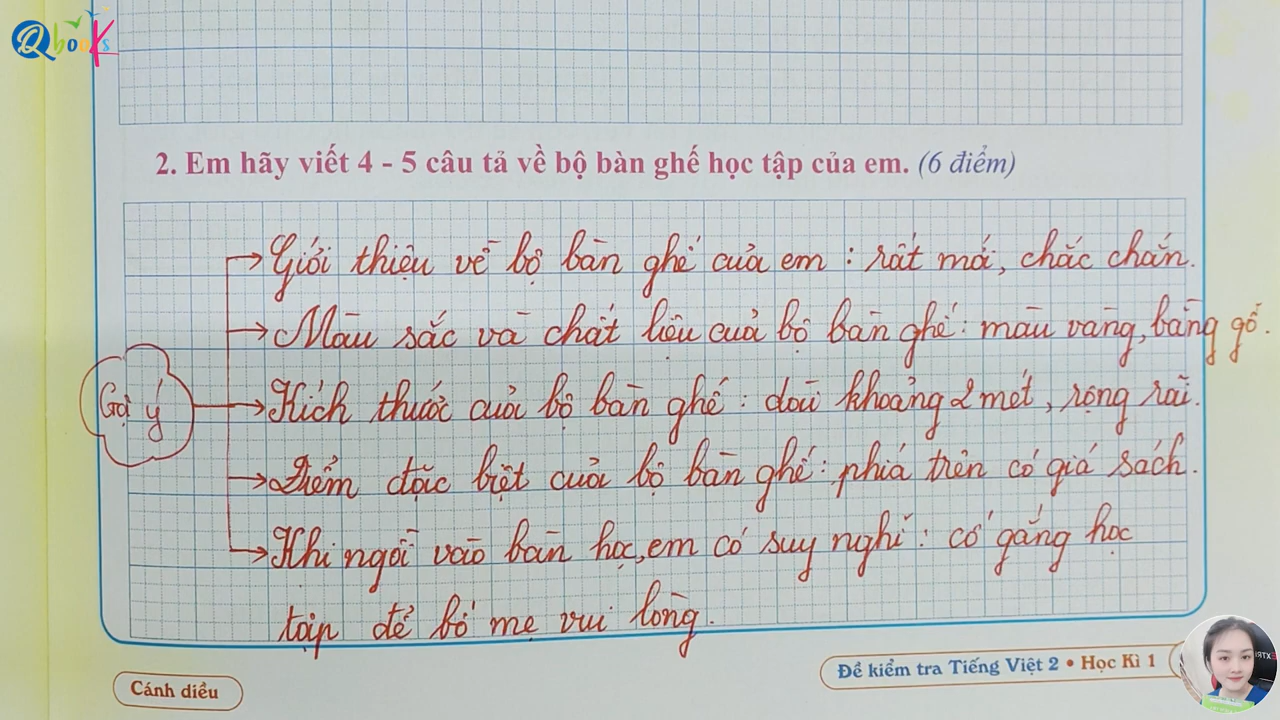 Qbooks
2. Em hãy viết 4 - 5 câu tả về bộ bàn ghế học tập của em. (6 điểm)
Giới thiệu về bộ bàn ghế của em : rất mới, chắc chắn.
Màu sắc và chất liệu của bộ bàn ghế : màu vàng, bằng gỗ.
Gợi ý
Kích thước của bộ bàn ghế : dài khoảng 2 mét, rộng rãi.
Điểm đặc biệt của bộ bàn ghế : phía trên có giá sách.
Khi ngồi vào bàn học, em có suy nghĩ : cố gắng học
tập để bố mẹ vui lòng.
Cánh diều
Đề kiểm tra Tiếng Việt 2 • Học Kì 1